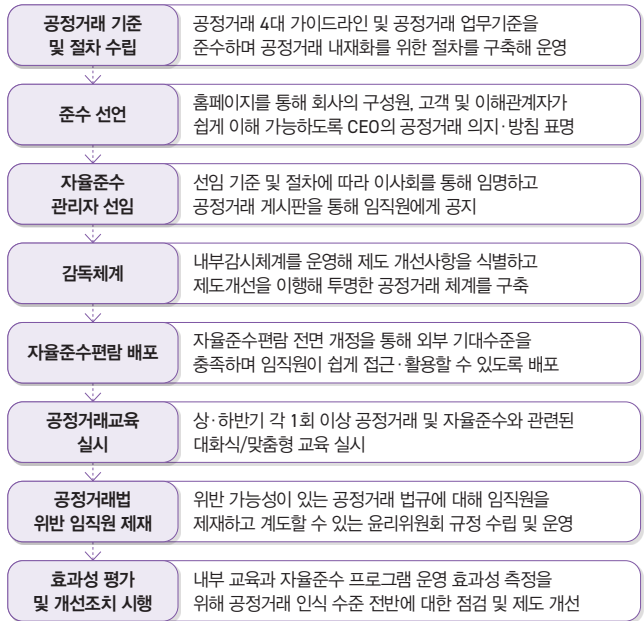 공정거래 기준
및 절차 수립
공정거래 4대 가이드라인 및 공정거래 업무기준을
준수하며 공정거래 내재화를 위한 절차를 구축해 운영
준수 선언
홈페이지를 통해 회사의 구성원, 고객 및 이해관계자가
쉽게 이해 가능하도록 CEO의 공정거래 의지·방침 표명
자율준수
관리자 선임
선임 기준 및 절차에 따라 이사회를 통해 임명하고
공정거래 게시판을 통해 임직원에게 공지
감독체계
내부감시체계를 운영해 제도 개선사항을 식별하고
제도개선을 이행해 투명한 공정거래 체계를 구축
자율준수편람 배포
자율준수편람 전면 개정을 통해 외부 기대수준을
충족하며 임직원이 쉽게 접근·활용할 수 있도록 배포
공정거래교육
실시
상·하반기 각 1회 이상 공정거래 및 자율준수와 관련된
대화식/맞춤형 교육 실시
공정거래법
위반 임직원 제재
위반 가능성이 있는 공정거래 법규에 대해 임직원을
제재하고 계도할 수 있는 윤리위원회 규정 수립 및 운영
효과성 평가
및 개선조치 시행
내부 교육과 자율준수 프로그램 운영 효과성 측정을
위해 공정거래 인식 수준 전반에 대한 점검 및 제도 개선